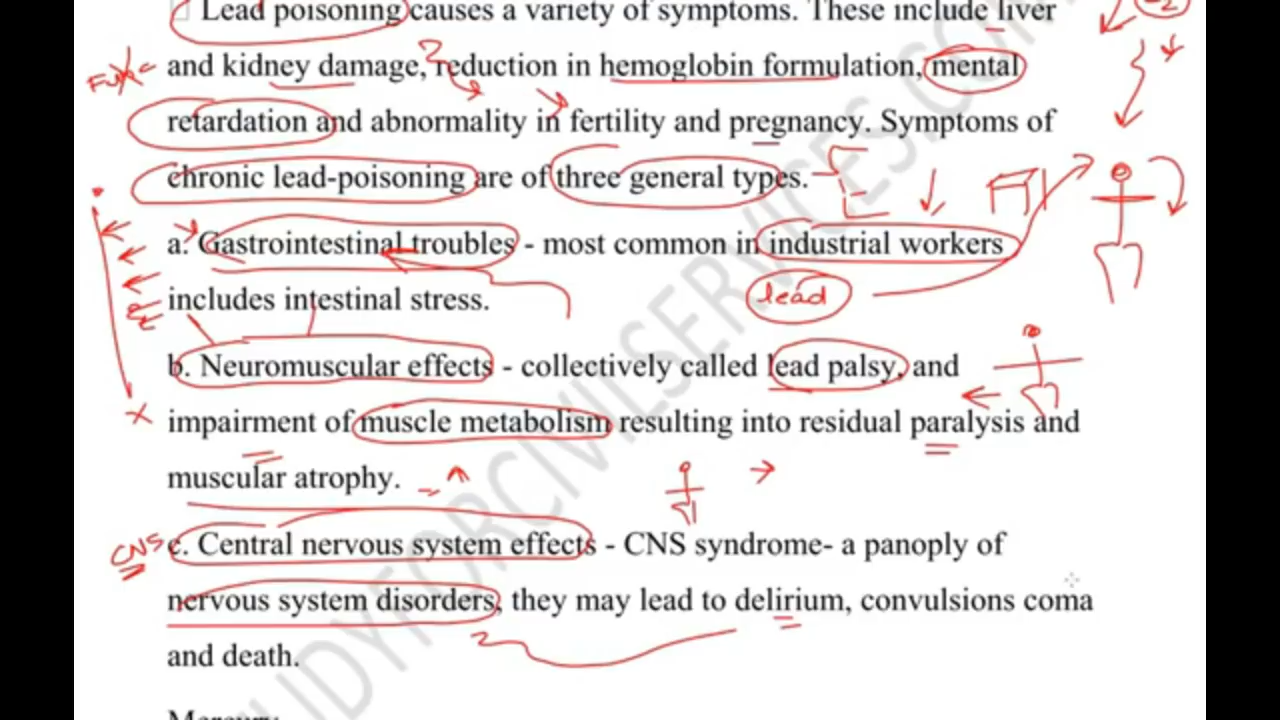 Lead poisoning causes a variety of symptoms. These include liver
and kidney damage, reduction in hemoglobin formulation, mental
retardation and abnormality in fertility and pregnancy. Symptoms of
chronic lead-poisoning are of three general types.
a. Gastrointestinal troubles - most common in industrial workers
includes intestinal stress.
lead
b. Neuromuscular effects - collectively called lead palsy, and
impairment of muscle metabolism resulting into residual paralysis and
muscular atrophy.
CNS
c. Central nervous system effects - CNS syndrome- a panoply of
nervous system disorders, they may lead to delirium, convulsions coma
and death.
Mercury